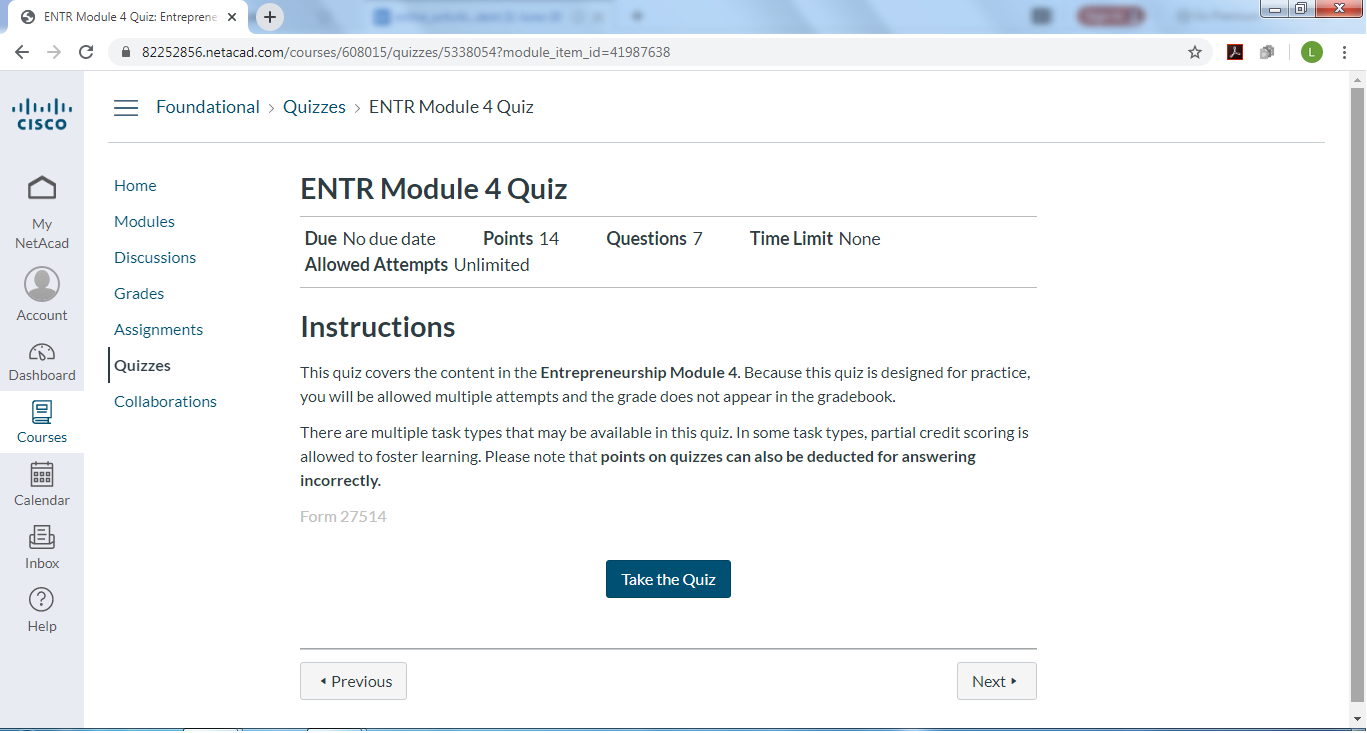 ENTR Module 4 Quiz: Entreprene
82252856.netacad.com/courses/608015/quizzes/5338054?module_item_id=41987638
L
CISCO
Foundational > Quizzes > ENTR Module 4 Quiz
My
NetAcad
Account
Dashboard
Courses
Calendar
Inbox
Help
Home
Modules
Discussions
Grades
Assignments
Quizzes
Collaborations
ENTR Module 4 Quiz
Due No due date Points 14 Questions 7 Time Limit None
Allowed Attempts Unlimited
Instructions
This quiz covers the content in the Entrepreneurship Module 4. Because this quiz is designed for practice,
you will be allowed multiple attempts and the grade does not appear in the gradebook.
There are multiple task types that may be available in this quiz. In some task types, partial credit scoring is
allowed to foster learning. Please note that points on quizzes can also be deducted for answering
incorrectly.
Form 27514
Take the Quiz
Previous
Next